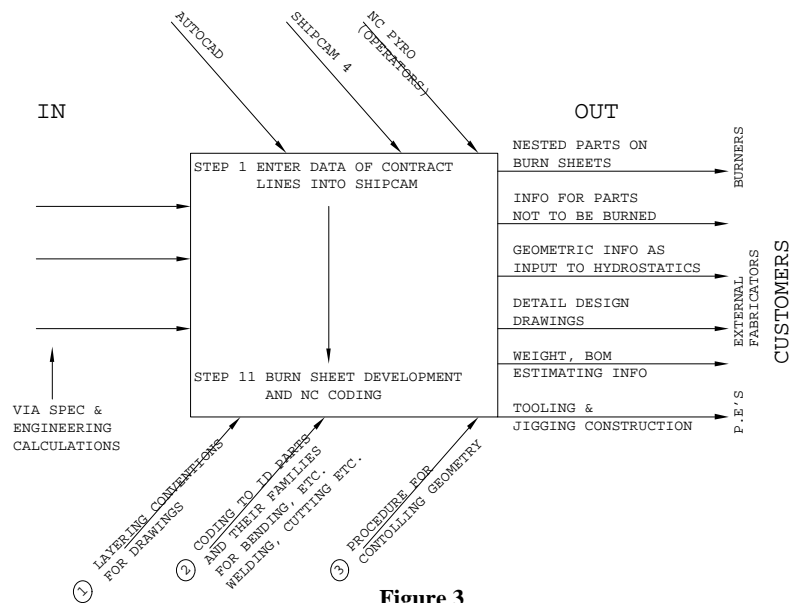 AUTOCAD
SHIPCAM 4
NC PYRO
(OPERATORS)
IN
OUT
STEP 1 ENTER DATA OF CONTRACT
LINES INTO SHIPCAM
STEP 11 BURN SHEET DEVELOPMENT
AND NC CODING
NESTED PARTS ON
BURN SHEETS
INFO FOR PARTS
NOT TO BE BURNED
GEOMETRIC INFO AS
INPUT TO HYDROSTATICS
DETAIL DESIGN
DRAWINGS
WEIGHT, BOM
ESTIMATING INFO
TOOLING &
JIGGING CONSTRUCTION
BURNERS
EXTERNAL
FABRICATORS
P.E'S
CUSTOMERS
VIA SPEC &
ENGINEERING
CALCULATIONS
1 LAYERING CONVENTIONS
FOR DRAWINGS
2 CODING TO ID PARTS
AND THEIR FAMILIES
FOR BENDING, ETC.
WELDING, CUTTING ETC.
3 PROCEDURE FOR
CONTOLLING GEOMETRY
Figure 3